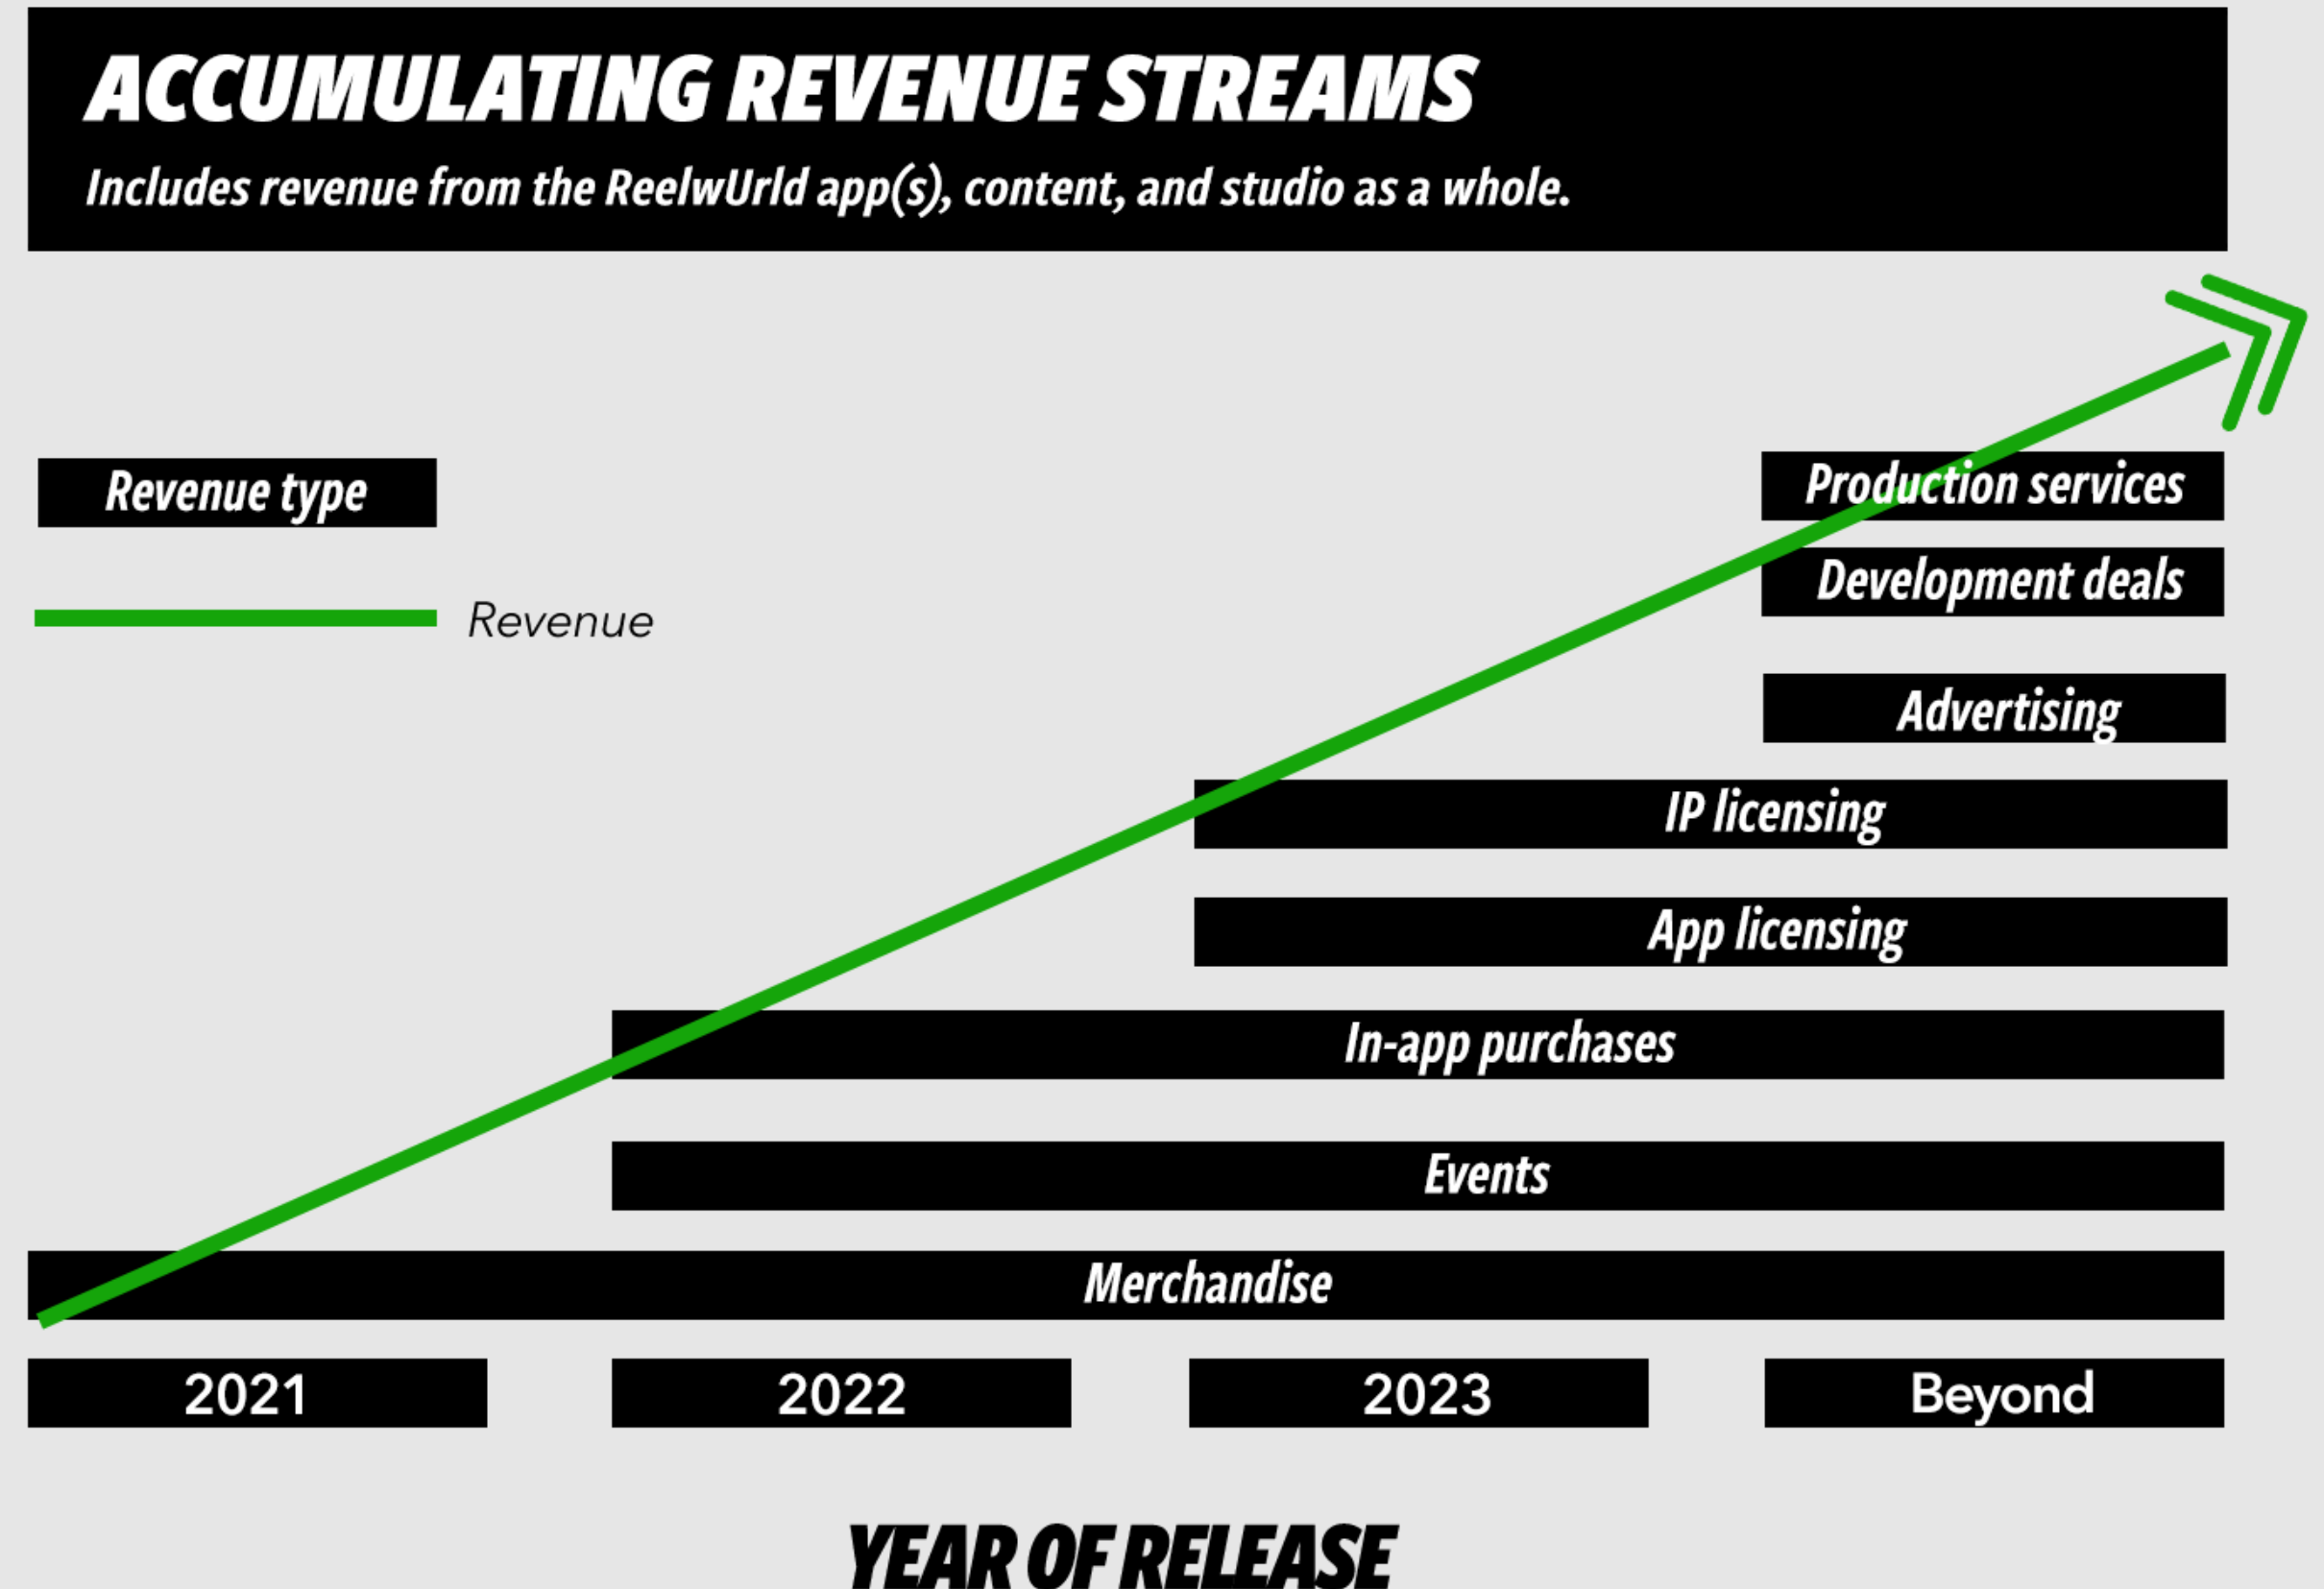 ACCUMULATING REVENUE STREAMS
Includes revenue from the ReelwUrld app(s), content, and studio as a whole.
Revenue type
Revenue
Production services
Development deals
Advertising
IP licensing
App licensing
In-app purchases
Events
Merchandise
2021 2022 2023 Beyond
YEAR OF RELEASE